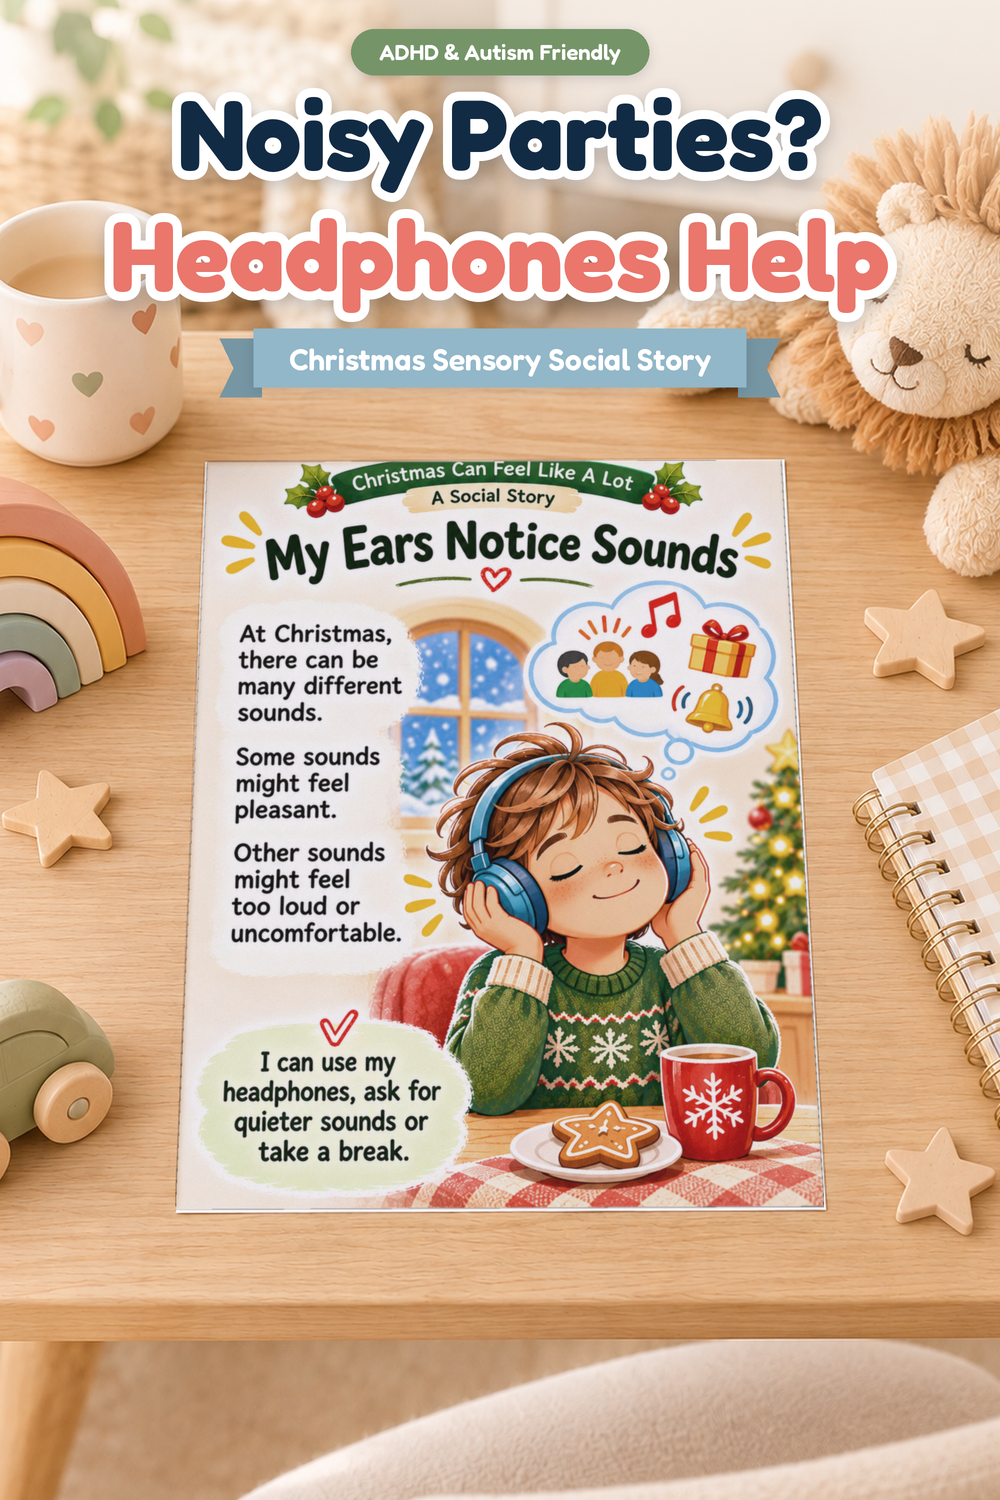 ADHD & Autism Friendly
Noisy Parties?
Headphones Help
Christmas Sensory Social Story
Christmas Can Feel Like A Lot
A Social Story
My Ears Notice Sounds
At Christmas,
there can be
many different
sounds.
Some sounds
might feel
pleasant.
Other sounds
might feel
too loud or
uncomfortable.
I can use my
headphones, ask for
quieter sounds or
take a break.